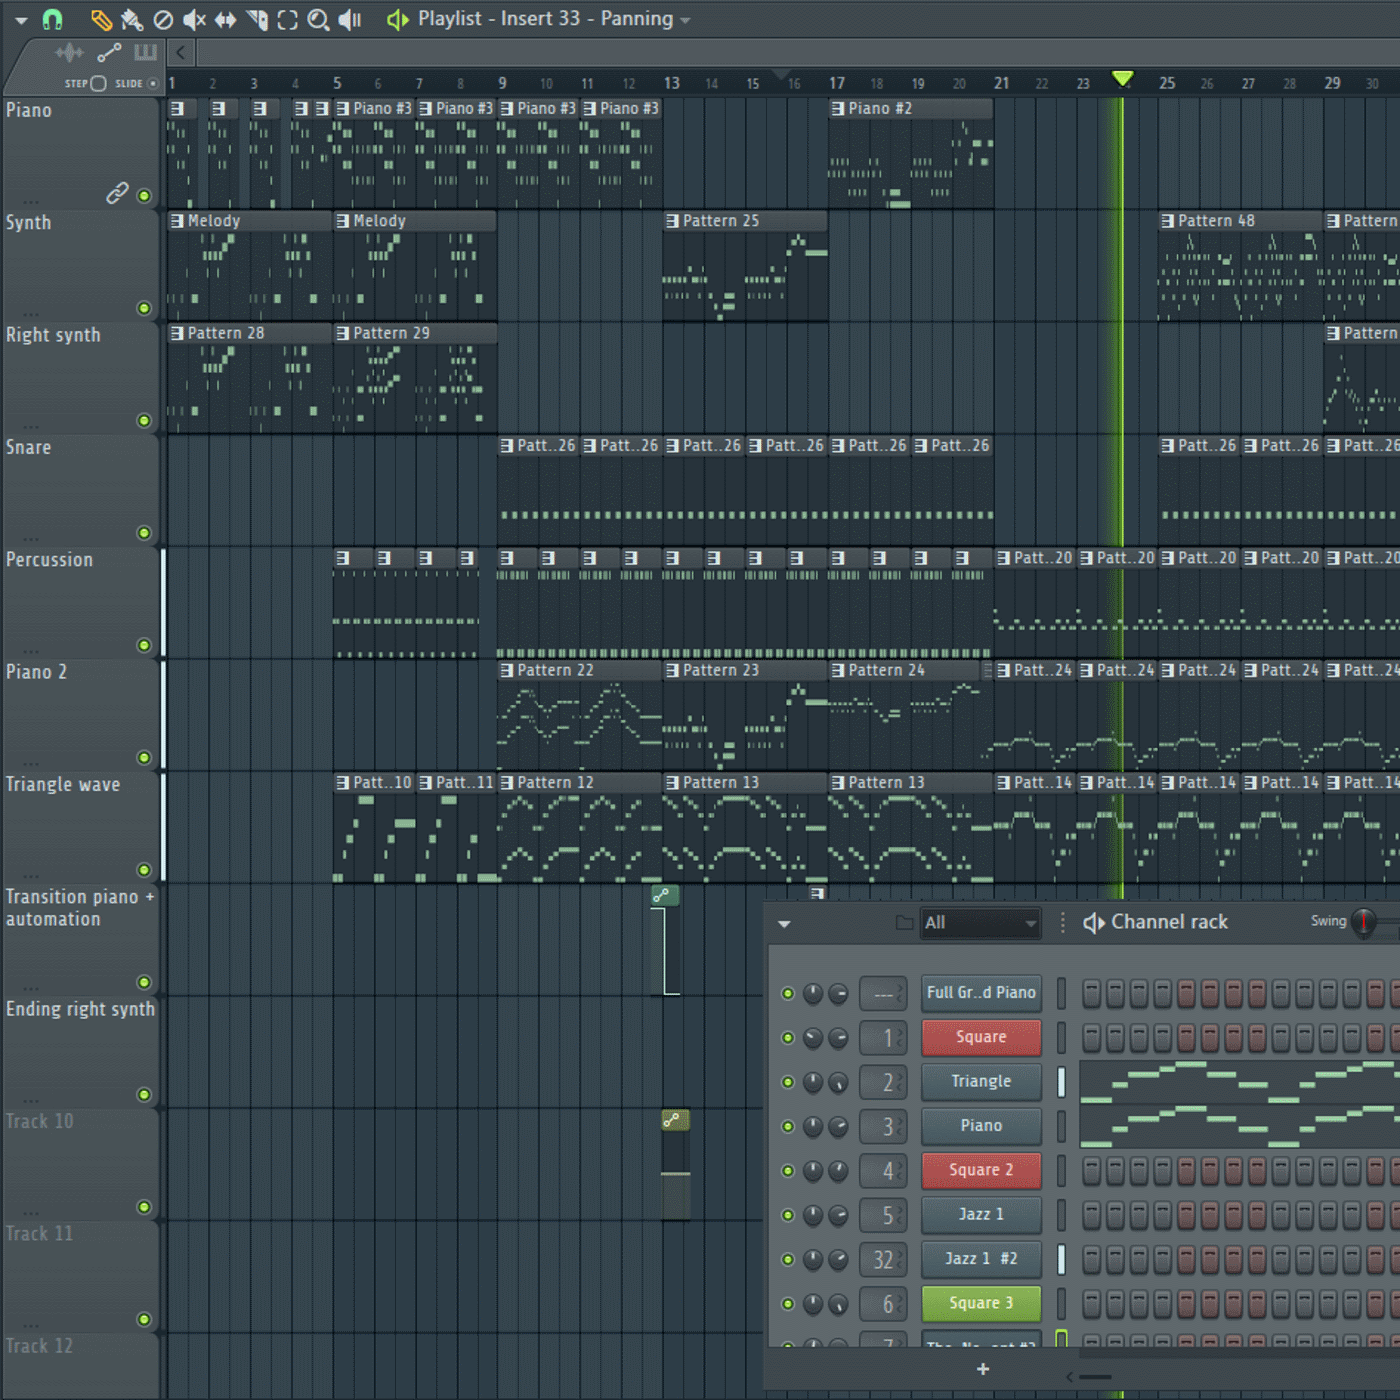 Playlist - Insert 33 - Panning
STEP SLIDE 1 2 3 4 5 6 7 8 9 10 11 12 13 14 15 16 17 18 19 20 21 22 23 25 26 27 28 29 30
Piano Piano #3 Piano #3 Piano #3 Piano #3 Piano #2
Synth Melody Melody Pattern 25 Pattern 48 Pattern
Right synth Pattern 28 Pattern 29 Pattern
Snare Patt..26 Patt..26 Patt..26 Patt..26 Patt..26 Patt..26 Patt..26 Patt..26 Patt..26
Percussion Patt..20 Patt..20 Patt..20 Patt..20 Patt..20
Piano 2 Pattern 22 Pattern 23 Pattern 24 Patt..24 Patt..24 Patt..24 Patt..24 Patt..24
Triangle wave Patt..10 Patt..11 Pattern 12 Pattern 13 Pattern 13 Patt..14 Patt..14 Patt..14 Patt..14 Patt..14
Transition piano +
automation
Ending right synth
Track 10
Track 11
Track 12
All Channel rack Swing
--- Full Gr..d Piano
1 Square
2 Triangle
3 Piano
4 Square 2
5 Jazz 1
32 Jazz 1 #2
6 Square 3
7
+